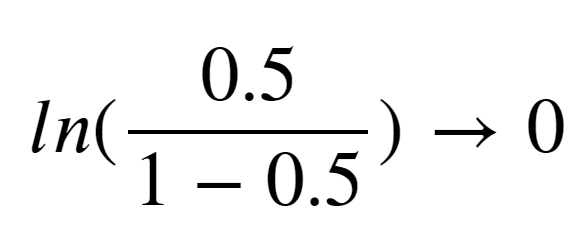 ln(0.5 / (1 − 0.5)) → 0